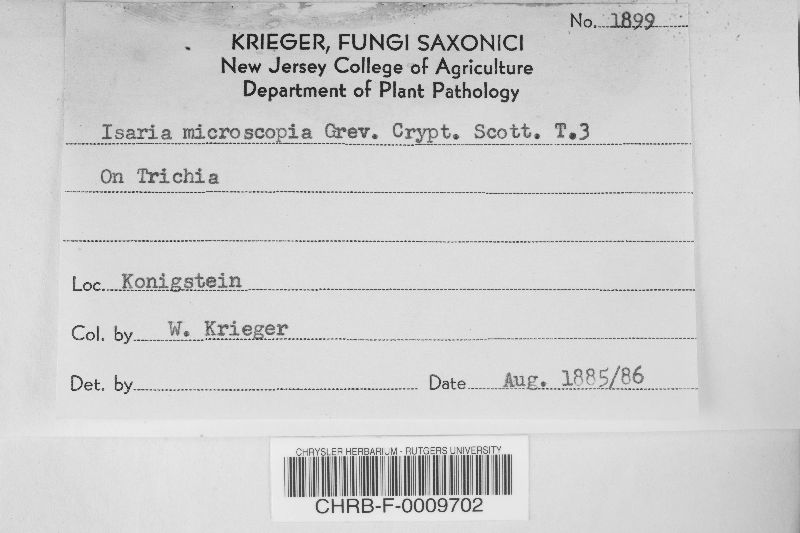 No. 1899
KRIEGER, FUNGI SAXONICI
New Jersey College of Agriculture
Department of Plant Pathology
Isaria microscopia Grev. Crypt. Scott. T.3
On Trichia
Loc. Konigstein
Col. by W. Krieger
Det. by Date Aug. 1885/86
CHRYSLER HERBARIUM - RUTGERS UNIVERSITY
CHRB-F-0009702